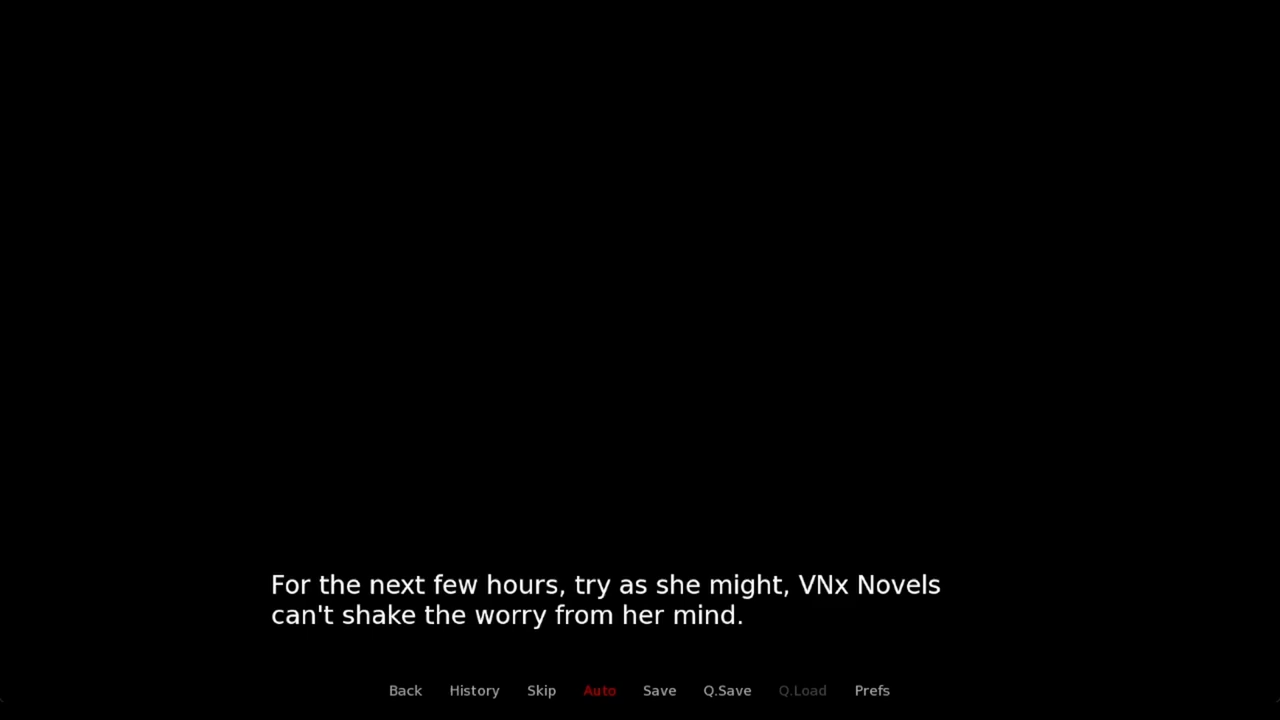 For the next few hours, try as she might, VNx Novels
can't shake the worry from her mind.
Back History Skip Auto Save Q.Save Q.Load Prefs